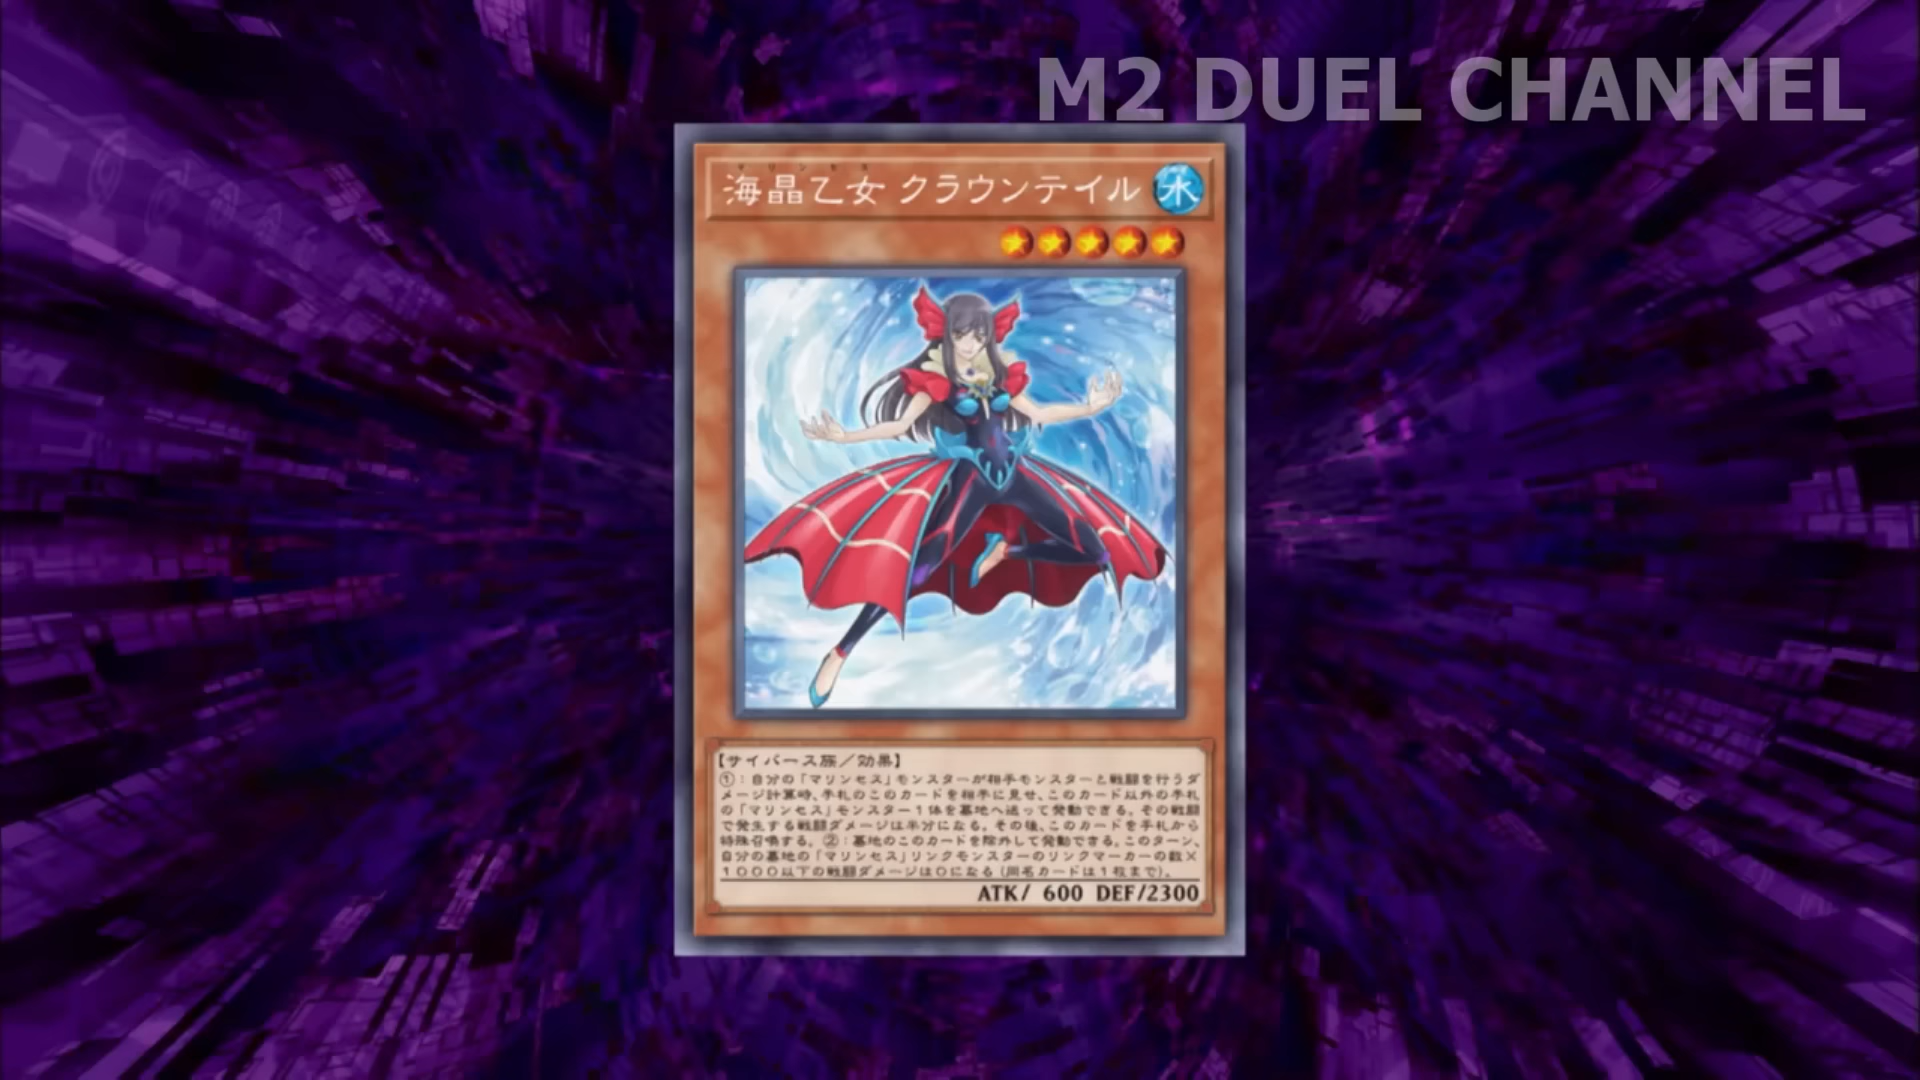 M2 DUEL CHANNEL
マリンセス
海晶乙女 クラウンテイル 水
【サイバース族／効果】
①：自分の「マリンセス」モンスターが相手モンスターと戦闘を行うダ
メージ計算時、手札のこのカードを相手に見せ、このカード以外の手札
の「マリンセス」モンスター１体を墓地へ送って発動できる。その戦闘
で発生する戦闘ダメージは半分になる。その後、このカードを手札から
特殊召喚する。②：墓地のこのカードを除外して発動できる。このターン、
自分の墓地の「マリンセス」リンクモンスターのリンクマーカーの数×
１０００以下の戦闘ダメージは０になる（同名カードは１枚まで）。
ATK/ 600 DEF/2300